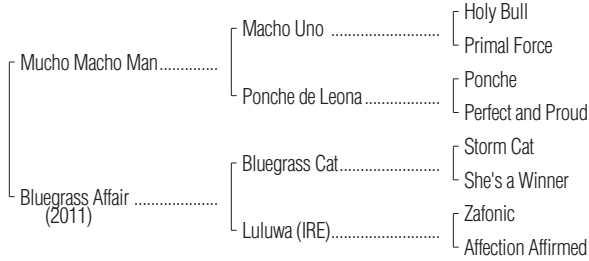 Holy Bull
Macho Uno ....................
Primal Force
Mucho Macho Man..............
Ponche
Ponche de Leona..............
Perfect and Proud
Storm Cat
Bluegrass Cat..................
She's a Winner
Bluegrass Affair ................
(2011)
Zafonic
Luluwa (IRE)....................
Affection Affirmed